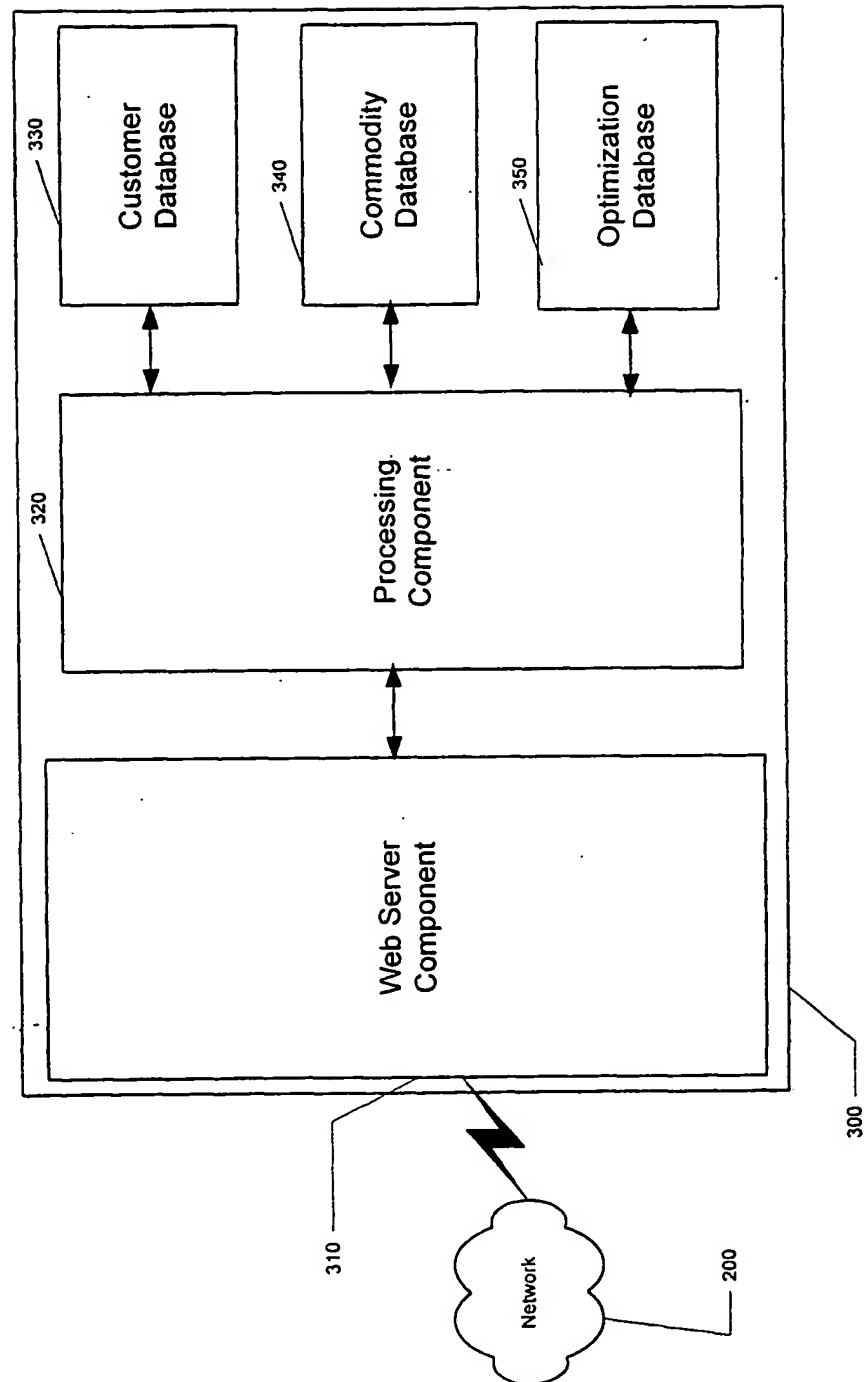 330
Customer
Database
340
Commodity
Database
350
Optimization
Database
320
Processing
Component
Web Server
Component
310
300
Network
200